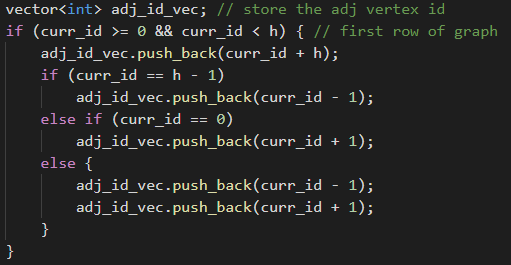 vector<int> adj_id_vec; // store the adj vertex id
if (curr_id >= 0 && curr_id < h) { // first row of graph
    adj_id_vec.push_back(curr_id + h);
    if (curr_id == h - 1)
        adj_id_vec.push_back(curr_id - 1);
    else if (curr_id == 0)
        adj_id_vec.push_back(curr_id + 1);
    else {
        adj_id_vec.push_back(curr_id - 1);
        adj_id_vec.push_back(curr_id + 1);
    }
}